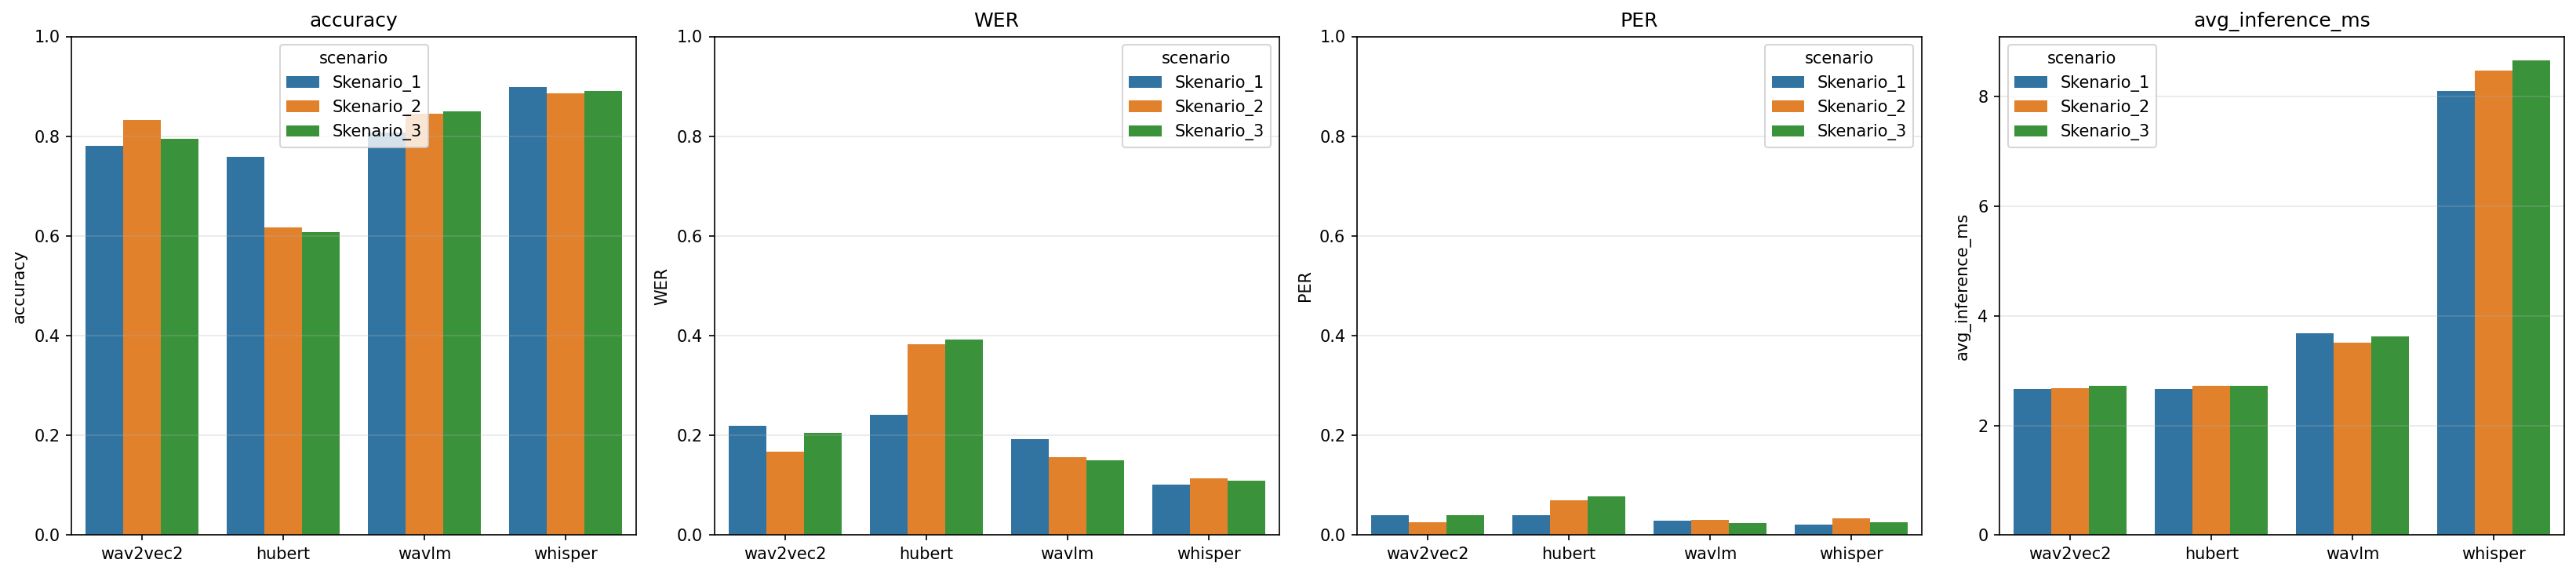 accuracy
1.0
0.8
0.6
0.4
0.2
0.0
accuracy
scenario
Skenario_1
Skenario_2
Skenario_3
wav2vec2 hubert wavlm whisper
WER
1.0
0.8
0.6
0.4
0.2
0.0
WER
scenario
Skenario_1
Skenario_2
Skenario_3
wav2vec2 hubert wavlm whisper
PER
1.0
0.8
0.6
0.4
0.2
0.0
PER
scenario
Skenario_1
Skenario_2
Skenario_3
wav2vec2 hubert wavlm whisper
avg_inference_ms
8
6
4
2
0
avg_inference_ms
scenario
Skenario_1
Skenario_2
Skenario_3
wav2vec2 hubert wavlm whisper